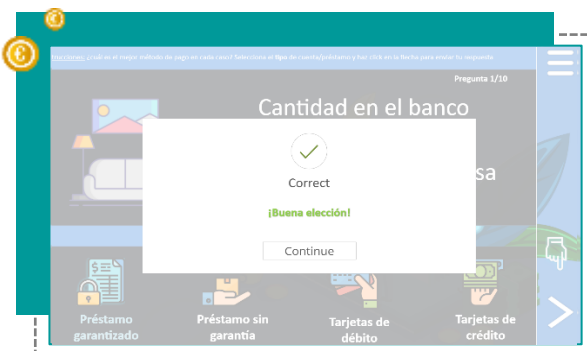 Instrucciones: ¿cuál es el mejor método de pago en cada caso? Selecciona el tipo de cuenta/préstamo y haz click en la flecha para enviar tu respuesta
Pregunta 1/10
Cantidad en el banco
sa
Correct
¡Buena elección!
Continue
Préstamo
garantizado
Préstamo sin
garantía
Tarjetas de
débito
Tarjetas de
crédito